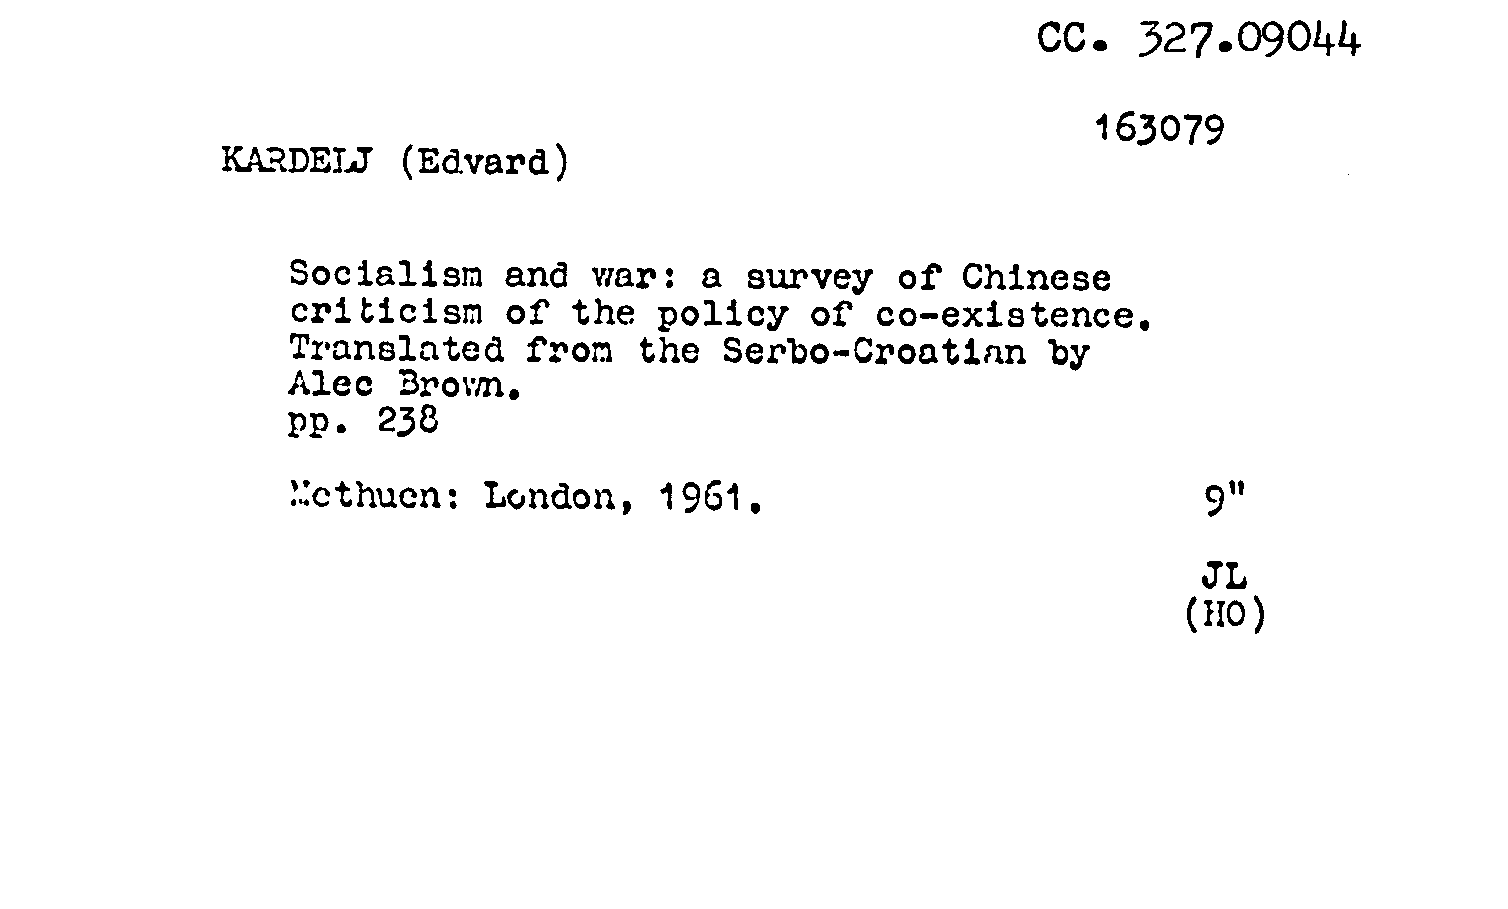 CC. 327.09044
163079
KARDELJ (Edvard)
Socialism and war: a survey of Chinese
criticism of the policy of co-existence.
Translated from the Serbo-Croatian by
Alec Brown.
pp. 238
Methuen: London, 1961.
9"
JL
(HO)